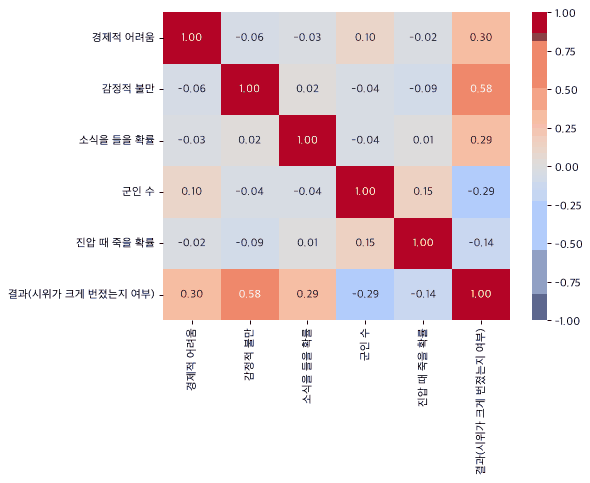 경제적 어려움 1.00 -0.06 -0.03 0.10 -0.02 0.30
감정적 불만 -0.06 1.00 0.02 -0.04 -0.09 0.58
소식을 들을 확률 -0.03 0.02 1.00 -0.04 0.01 0.29
군인 수 0.10 -0.04 -0.04 1.00 0.15 -0.29
진압 때 죽을 확률 -0.02 -0.09 0.01 0.15 1.00 -0.14
결과(시위가 크게 번졌는지 여부) 0.30 0.58 0.29 -0.29 -0.14 1.00
경제적 어려움
감정적 불만
소식을 들을 확률
군인 수
진압 때 죽을 확률
결과(시위가 크게 번졌는지 여부)
1.00
0.75
0.50
0.25
0.00
-0.25
-0.50
-0.75
-1.00